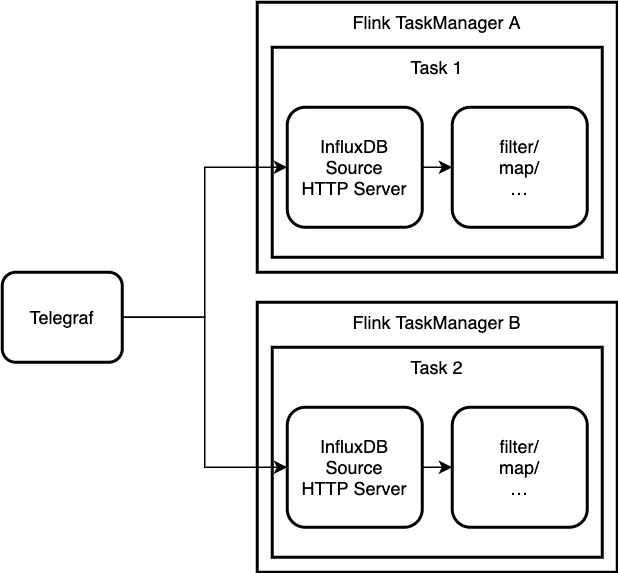 Flink TaskManager A
Task 1
InfluxDB
Source
HTTP Server
filter/
map/
...
Telegraf
Flink TaskManager B
Task 2
InfluxDB
Source
HTTP Server
filter/
map/
...